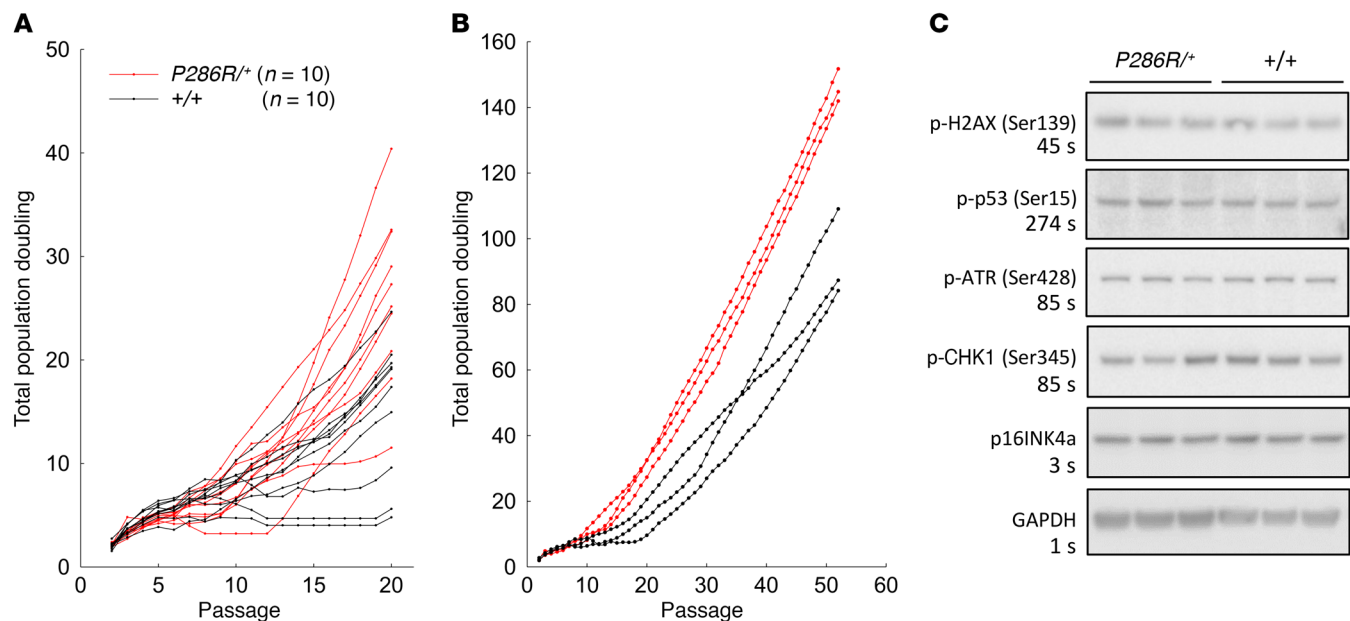 A
50
40
30
20
10
0
0
5
10
15
20
Total population doubling
Passage
P286R/+ (n = 10)
+/+ (n = 10)
B
160
140
120
100
80
60
40
20
0
0
10
20
30
40
50
60
Total population doubling
Passage
C
P286R/+
+/+
p-H2AX (Ser139)
45 s
p-p53 (Ser15)
274 s
p-ATR (Ser428)
85 s
p-CHK1 (Ser345)
85 s
p16INK4a
3 s
GAPDH
1 s